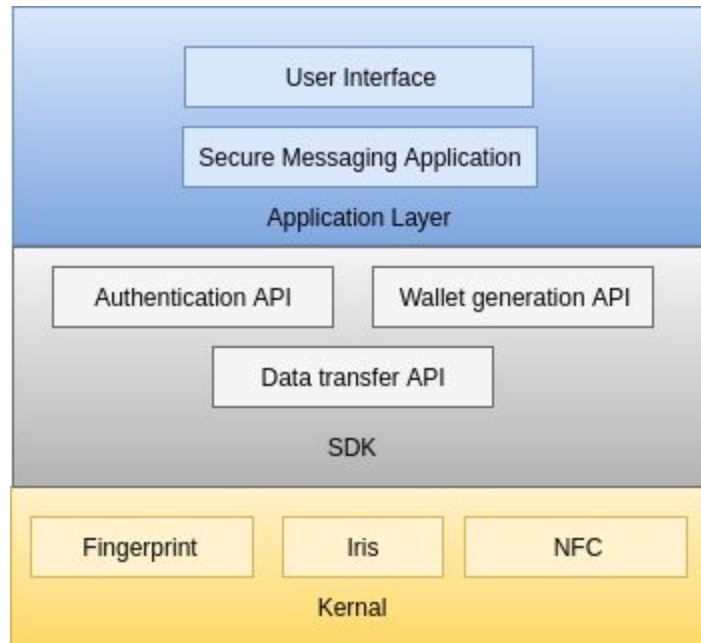 User Interface
Secure Messaging Application
Application Layer
Authentication API
Wallet generation API
Data transfer API
SDK
Fingerprint
Iris
NFC
Kernal